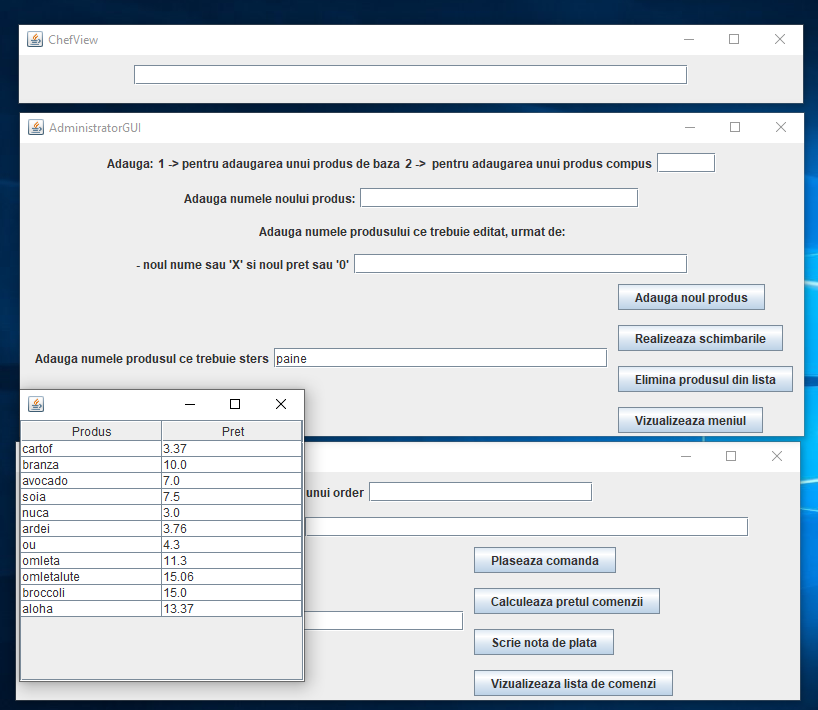 ChefView
AdministratorGUI
Adauga: 1 -> pentru adaugarea unui produs de baza 2 -> pentru adaugarea unui produs compus
Adauga numele noului produs:
Adauga numele produsului ce trebuie editat, urmat de:
- noul nume sau 'X' si noul pret sau '0'
Adauga noul produs
Realizeaza schimbarile
Adauga numele produsul ce trebuie sters paine
Elimina produsul din lista
Vizualizeaza meniul
Produs Pret
cartof 3.37
branza 10.0
avocado 7.0
soia 7.5
nuca 3.0
ardei 3.76
ou 4.3
omleta 11.3
omletalute 15.06
broccoli 15.0
aloha 13.37
unui order
Plaseaza comanda
Calculeaza pretul comenzii
Scrie nota de plata
Vizualizeaza lista de comenzi